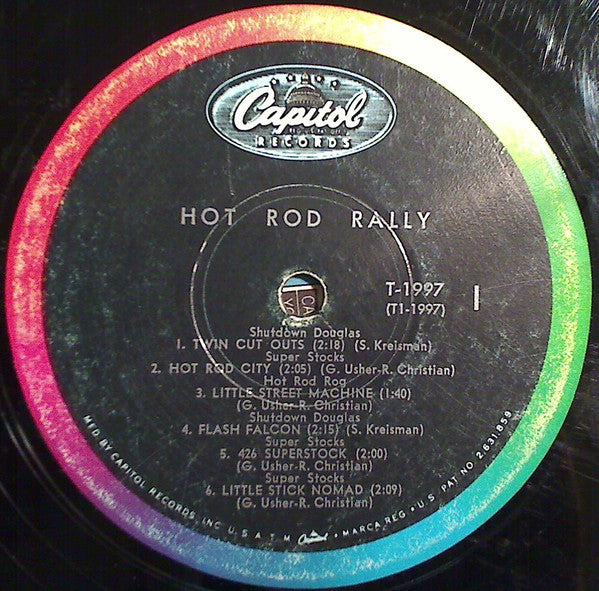 Capitol
RECORDS
HOT ROD RALLY
T-1997
(T1-1997)
1
Shutdown Douglas
1. TWIN CUT OUTS (2:18) (S. Kreisman)
Super Stocks
2. HOT ROD CITY (2:05) (G. Usher-R. Christian)
Hot Rod Rog
3. LITTLE STREET MACHINE (1:40)
(G. Usher-R. Christian)
Shutdown Douglas
4. FLASH FALCON (2:15) (S. Kreisman)
Super Stocks
5. 426 SUPERSTOCK (2:00)
(G. Usher-R. Christian)
Super Stocks
6. LITTLE STICK NOMAD (2:09)
(G. Usher-R. Christian)
MFD BY CAPITOL RECORDS, INC U.S.A. T.M. Capitol • MARCA REG • U.S. PAT NO 2,631,859